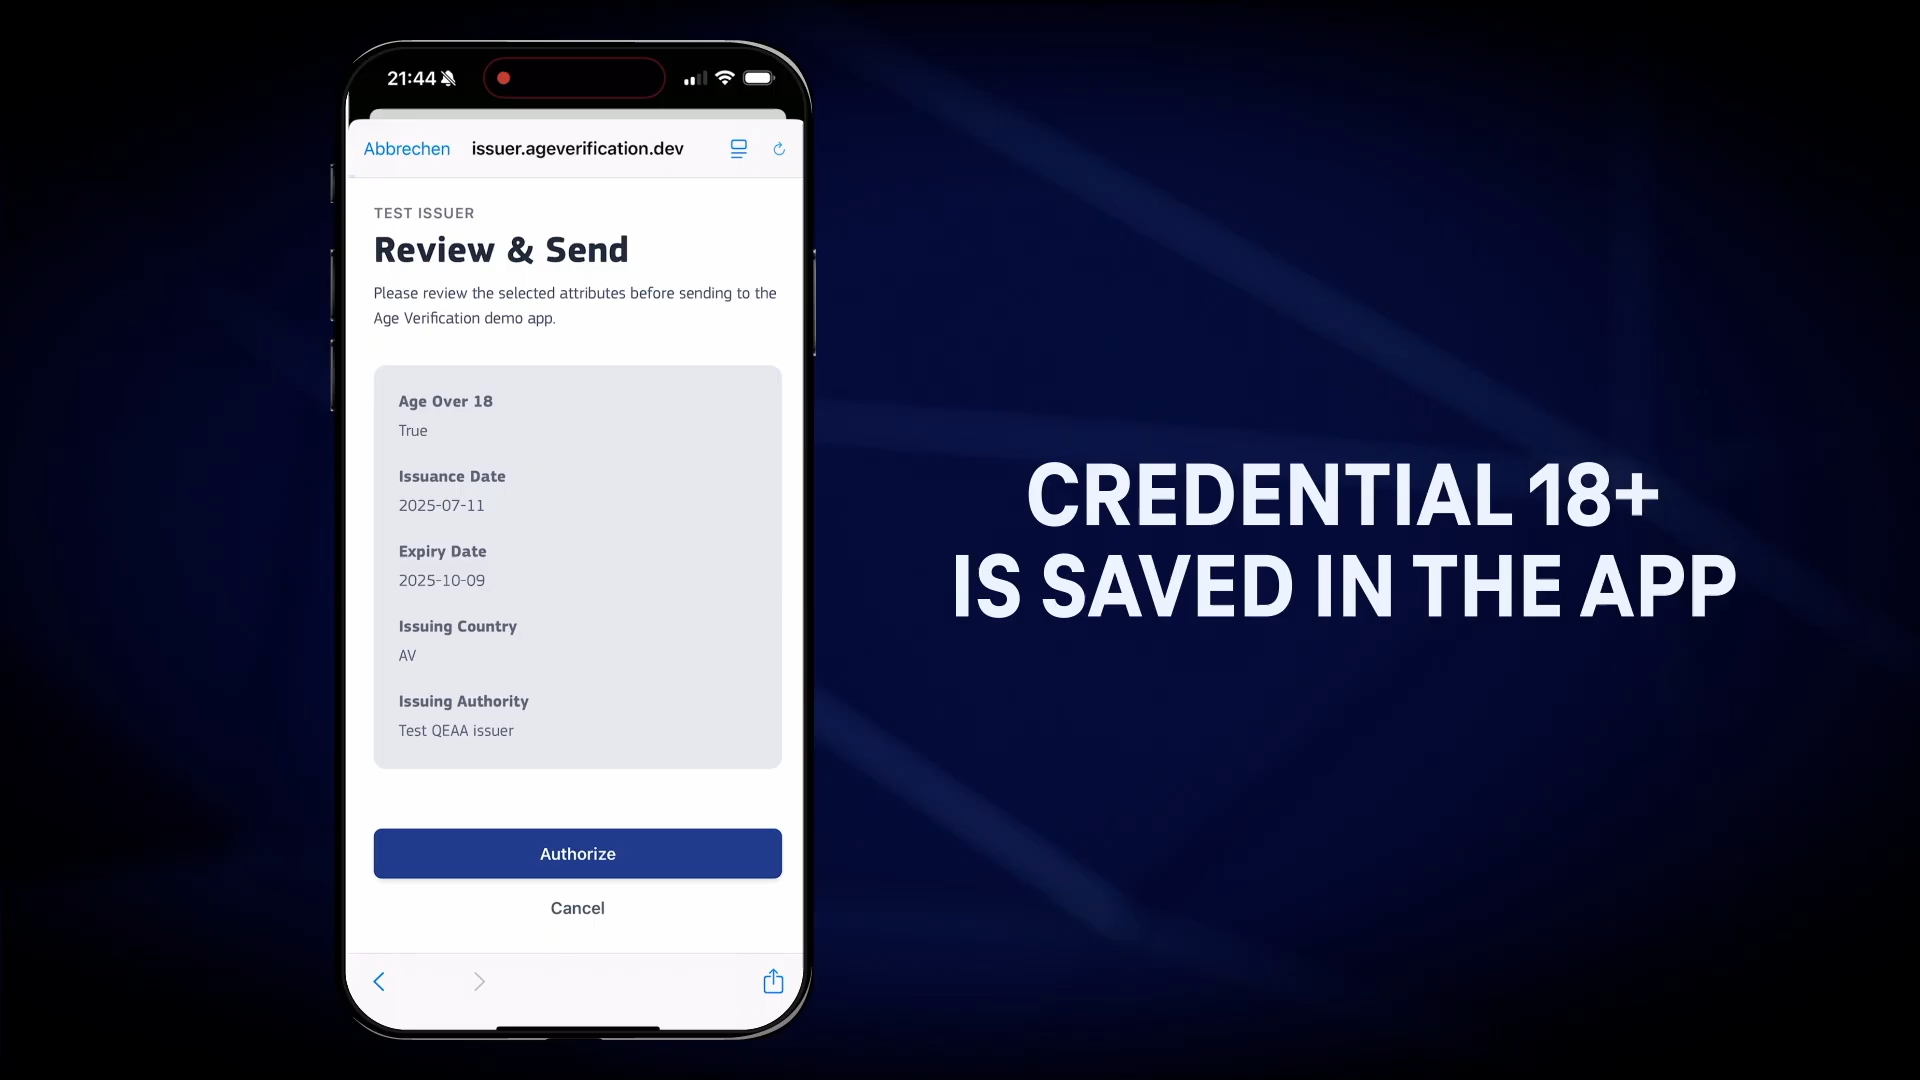 21:44
Abbrechen issuer.ageverification.dev
TEST ISSUER
Review & Send
Please review the selected attributes before sending to the
Age Verification demo app.
Age Over 18
True
Issuance Date
2025-07-11
Expiry Date
2025-10-09
Issuing Country
AV
Issuing Authority
Test QEAA issuer
Authorize
Cancel
CREDENTIAL 18+
IS SAVED IN THE APP